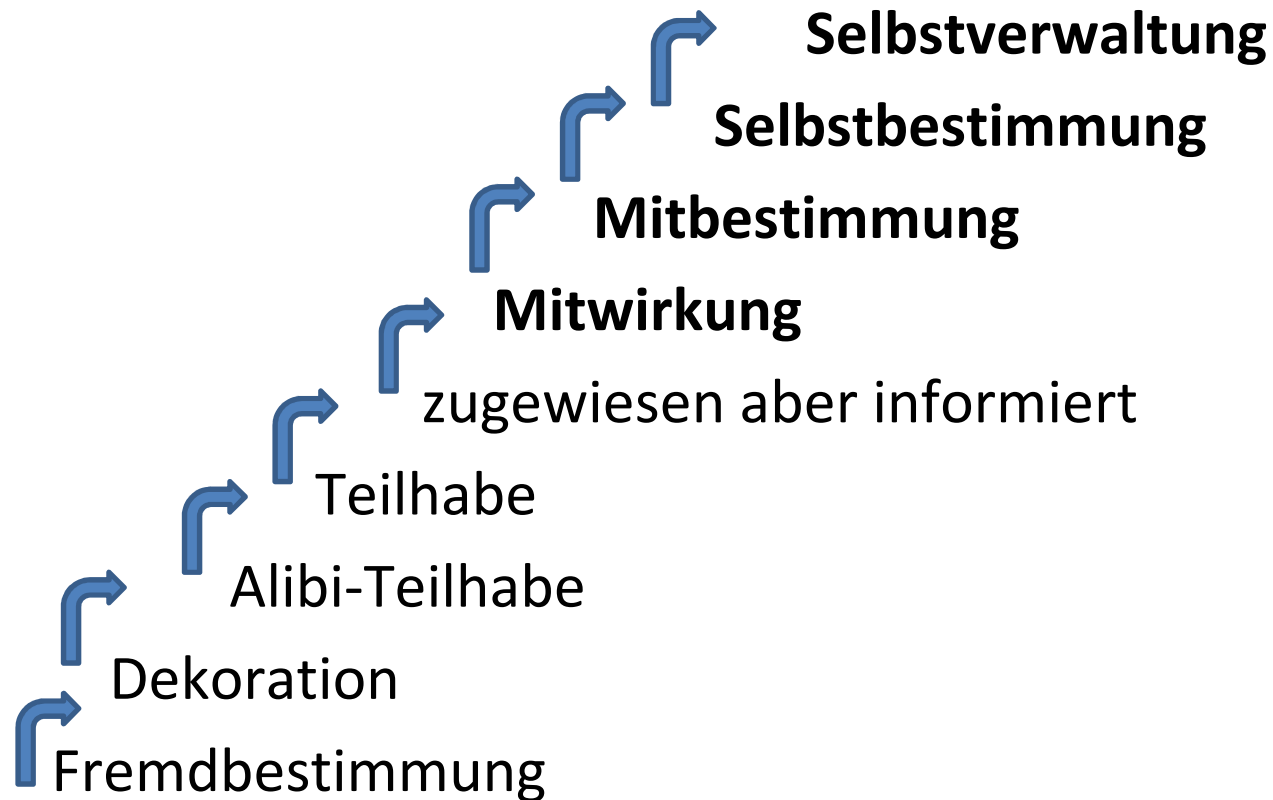 Selbstverwaltung
Selbstbestimmung
Mitbestimmung
Mitwirkung
zugewiesen aber informiert
Teilhabe
Alibi-Teilhabe
Dekoration
Fremdbestimmung